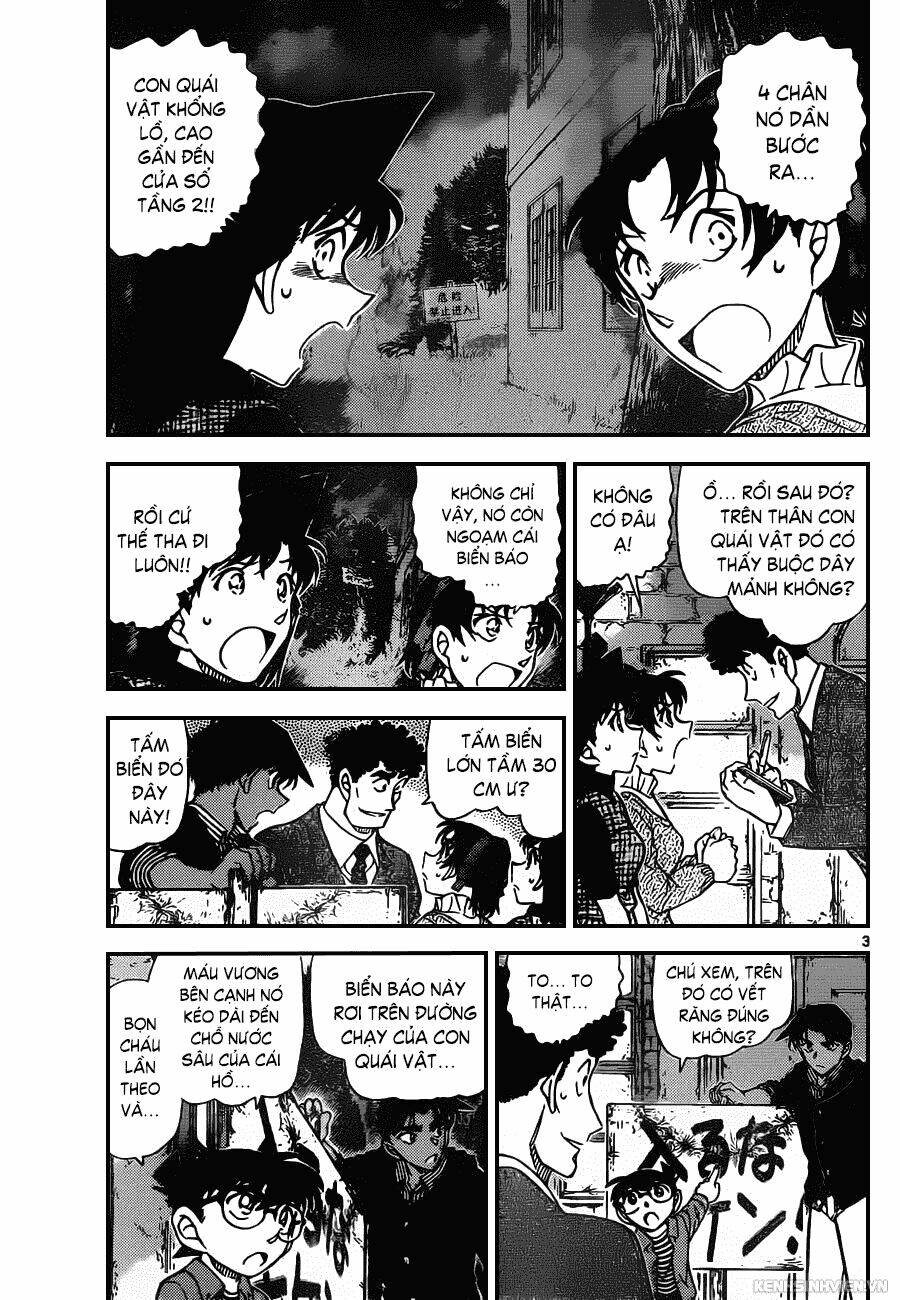 4 CHÂN
NÓ DẦN
BƯỚC
RA...
CON QUÁI
VẬT KHỔNG
LỒ, CAO
GẦN ĐẾN
CỬA SỔ
TẦNG 2!!
危险
禁止进入!
Ồ... RỒI SAU ĐÓ?
TRÊN THÂN CON
QUÁI VẬT ĐÓ CÓ
THẤY BUỘC DÂY
MẢNH KHÔNG?
KHÔNG
CÓ ĐÂU
Ạ!
KHÔNG CHỈ
VẬY, NÓ CÒN
NGOẠM CÁI
BIỂN BÁO
...
RỒI CỨ
THẾ THA ĐI
LUÔN!!
TẤM BIỂN
LỚN TẦM 30
CM Ư?
TẤM
BIỂN ĐÓ
ĐÂY
NÀY!
3
CHÚ XEM, TRÊN
ĐÓ CÓ VẾT
RĂNG ĐÚNG
KHÔNG?
TO... TO
THẬT...
るな
ン!
BIỂN BÁO NÀY
RƠI TRÊN ĐƯỜNG
CHẠY CỦA CON
QUÁI VẬT...
MÁU VƯƠNG
BÊN CẠNH NÓ
KÉO DÀI ĐẾN
CHỖ NƯỚC
SÂU CỦA CÁI
HỒ...
BỌN
CHÁU
LẦN
THEO
VÀ...
KENHSINHVIEN.VN